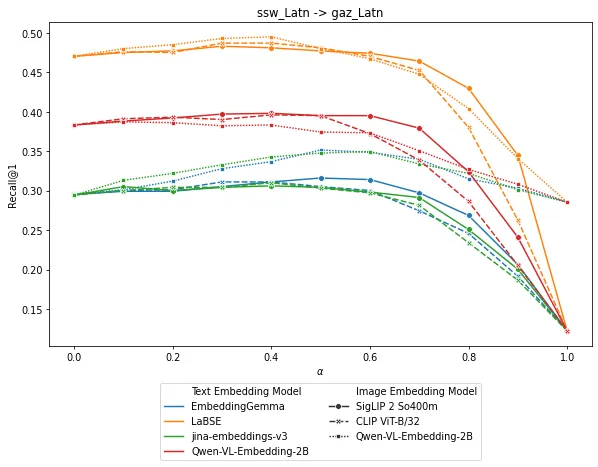 ssw_Latn -> gaz_Latn
Recall@1
0.50
0.45
0.40
0.35
0.30
0.25
0.20
0.15
0.0
0.2
0.4
0.6
0.8
1.0
α
Text Embedding Model
EmbeddingGemma
LaBSE
jina-embeddings-v3
Qwen-VL-Embedding-2B
Image Embedding Model
SigLIP 2 So400m
CLIP ViT-B/32
Qwen-VL-Embedding-2B